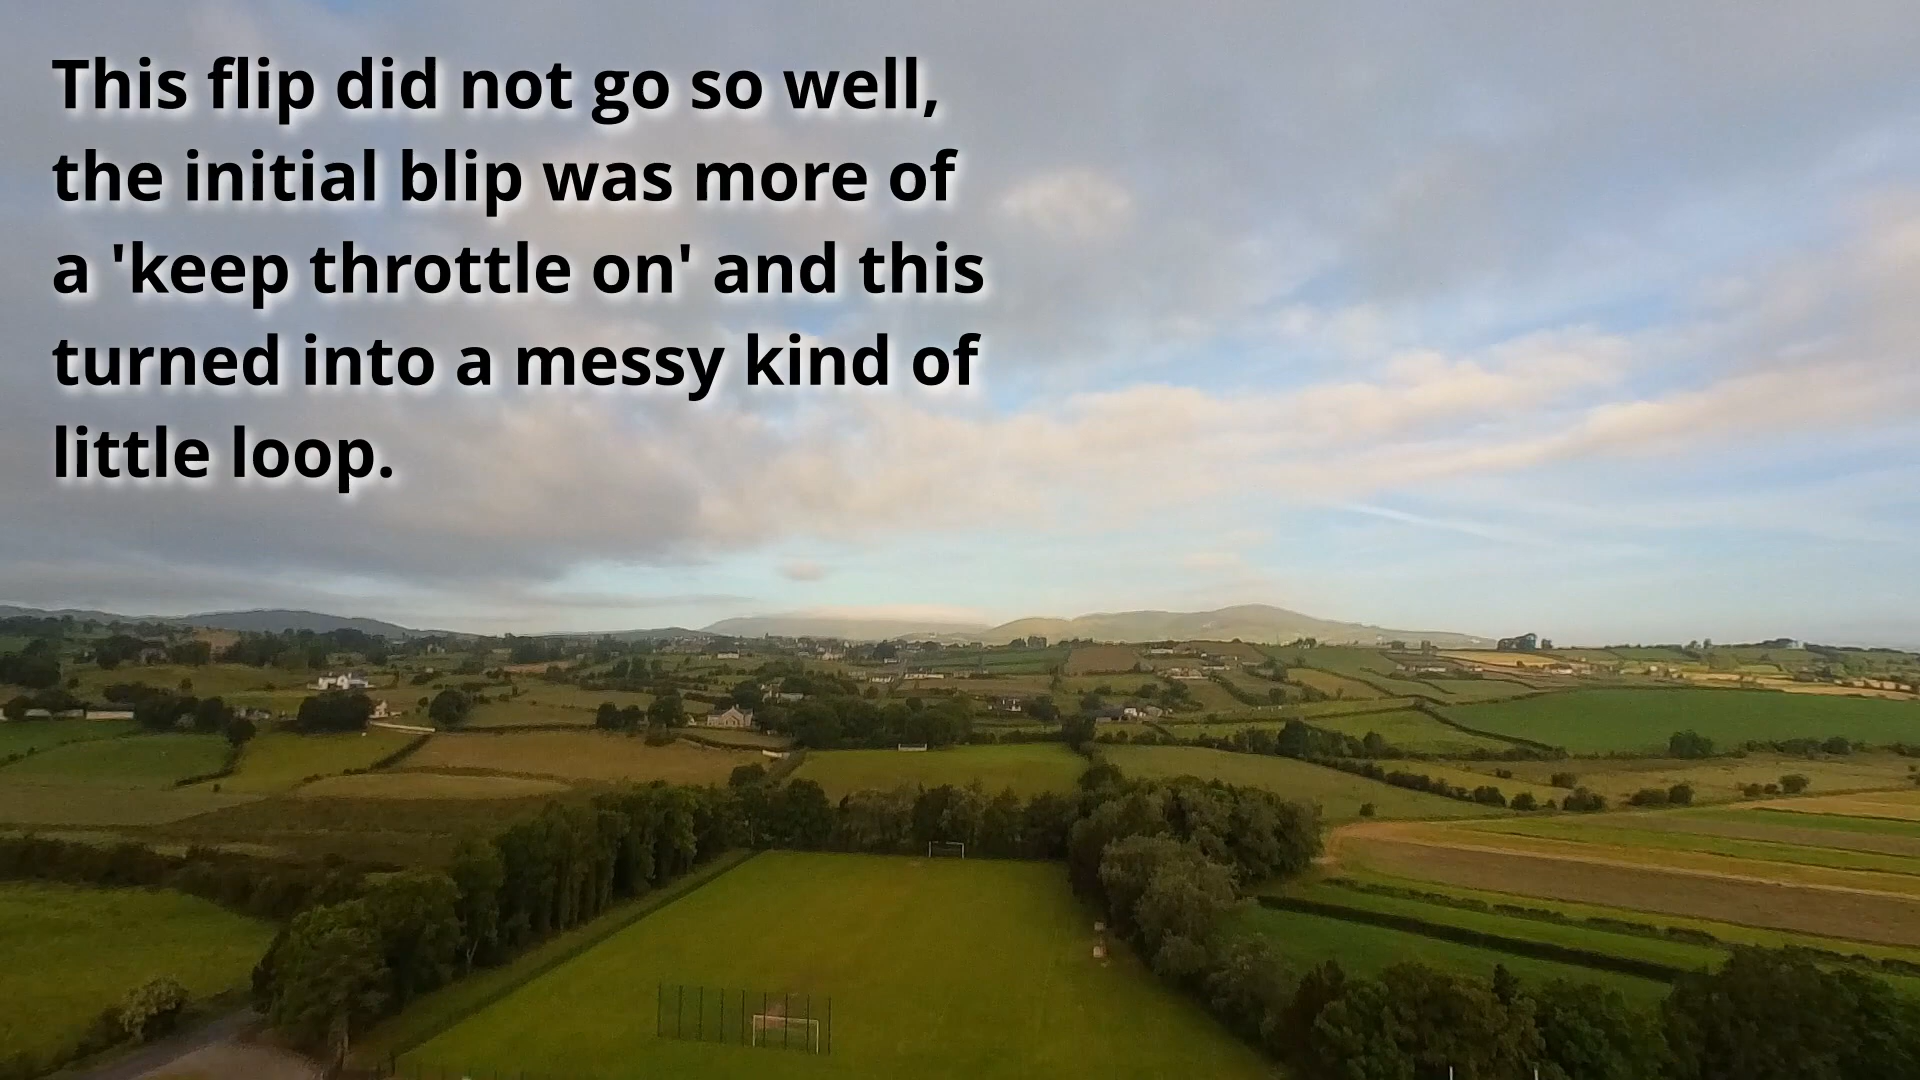 This flip did not go so well,
the initial blip was more of
a 'keep throttle on' and this
turned into a messy kind of
little loop.